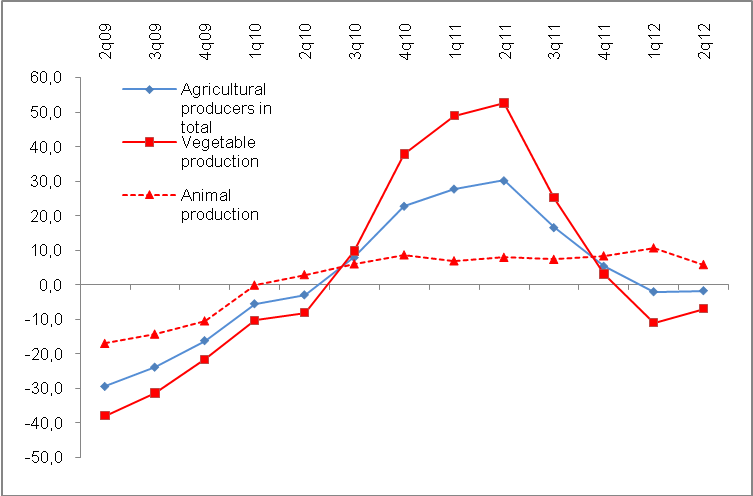 2q09 3q09 4q09 1q10 2q10 3q10 4q10 1q11 2q11 3q11 4q11 1q12 2q12
60,0
50,0
40,0
30,0
20,0
10,0
0,0
-10,0
-20,0
-30,0
-40,0
-50,0
Agricultural
producers in
total
Vegetable
production
Animal
production